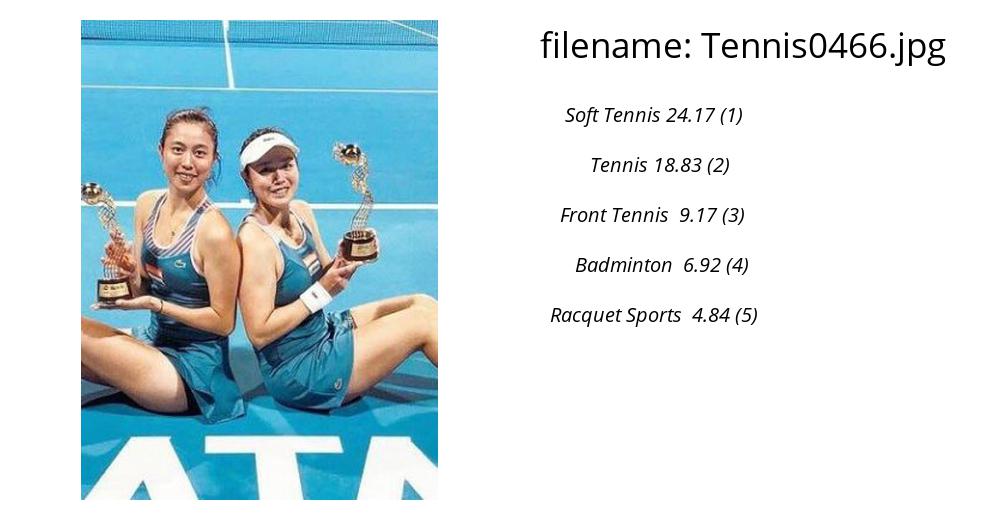 filename: Tennis0466.jpg
Soft Tennis 24.17 (1)
Tennis 18.83 (2)
Front Tennis 9.17 (3)
Badminton 6.92 (4)
Racquet Sports 4.84 (5)
ATA